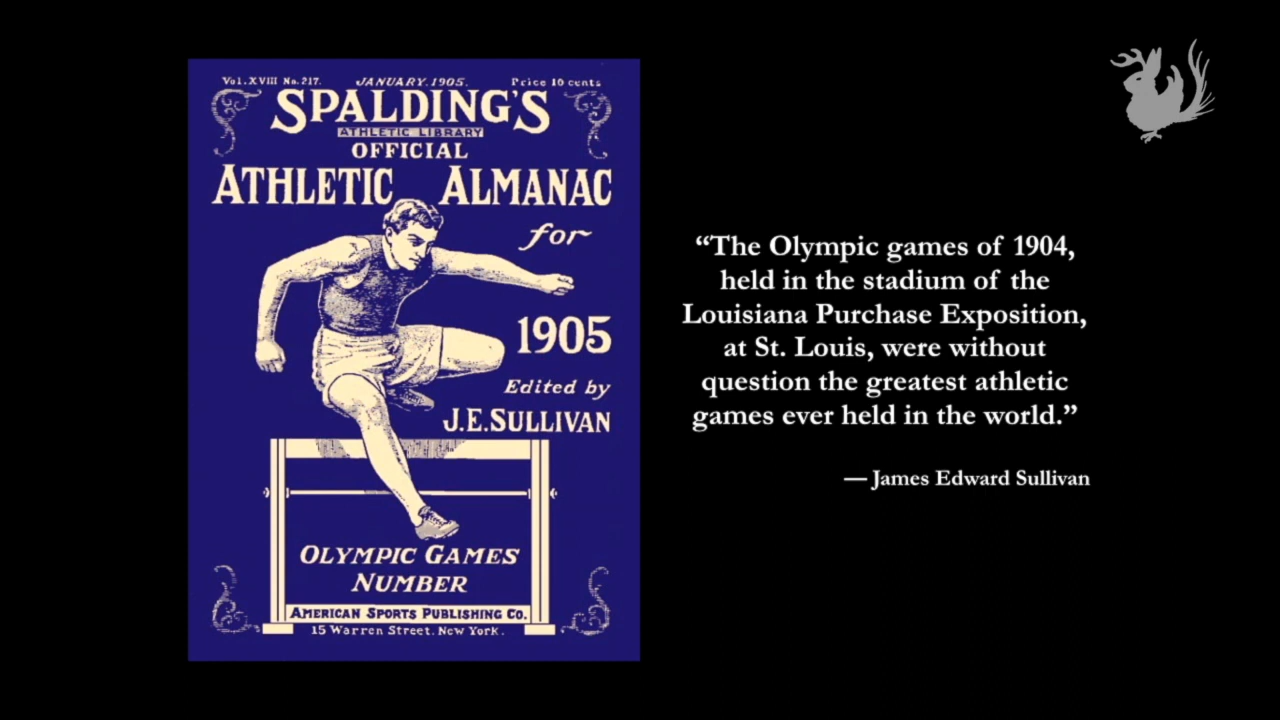 Vol. XVIII No. 217. JANUARY, 1905. Price 10 cents
SPALDING'S
ATHLETIC LIBRARY
OFFICIAL
ATHLETIC ALMANAC
for
1905
Edited by
J.E. SULLIVAN
OLYMPIC GAMES
NUMBER
AMERICAN SPORTS PUBLISHING CO.
15 Warren Street. New York.
“The Olympic games of 1904,
held in the stadium of the
Louisiana Purchase Exposition,
at St. Louis, were without
question the greatest athletic
games ever held in the world.”
— James Edward Sullivan